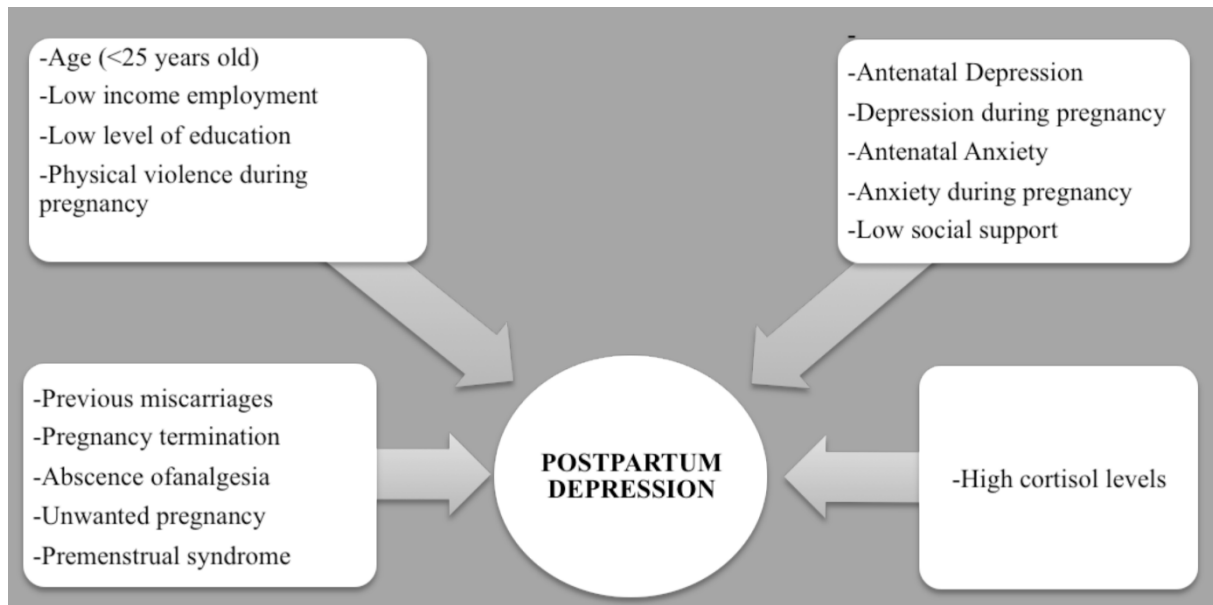 -Age (<25 years old)
-Low income employment
-Low level of education
-Physical violence during
pregnancy
-
-Antenatal Depression
-Depression during pregnancy
-Antenatal Anxiety
-Anxiety during pregnancy
-Low social support
-Previous miscarriages
-Pregnancy termination
-Abscence ofanalgesia
-Unwanted pregnancy
-Premenstrual syndrome
POSTPARTUM
DEPRESSION
-High cortisol levels